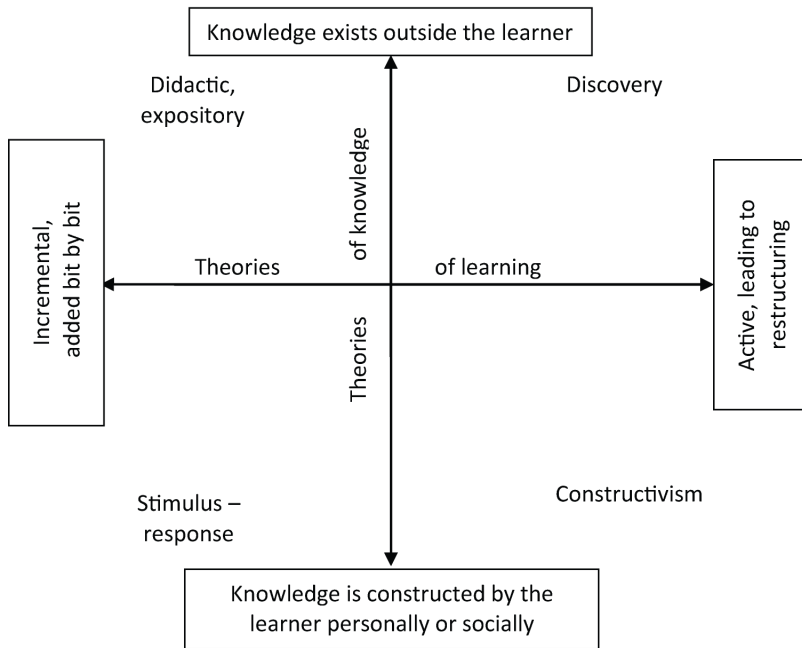 Knowledge exists outside the learner
Didactic,
expository
Discovery
of knowledge
Incremental,
added bit by bit
Theories
of learning
Active, leading to
restructuring
Theories
Stimulus –
response
Constructivism
Knowledge is constructed by the
learner personally or socially